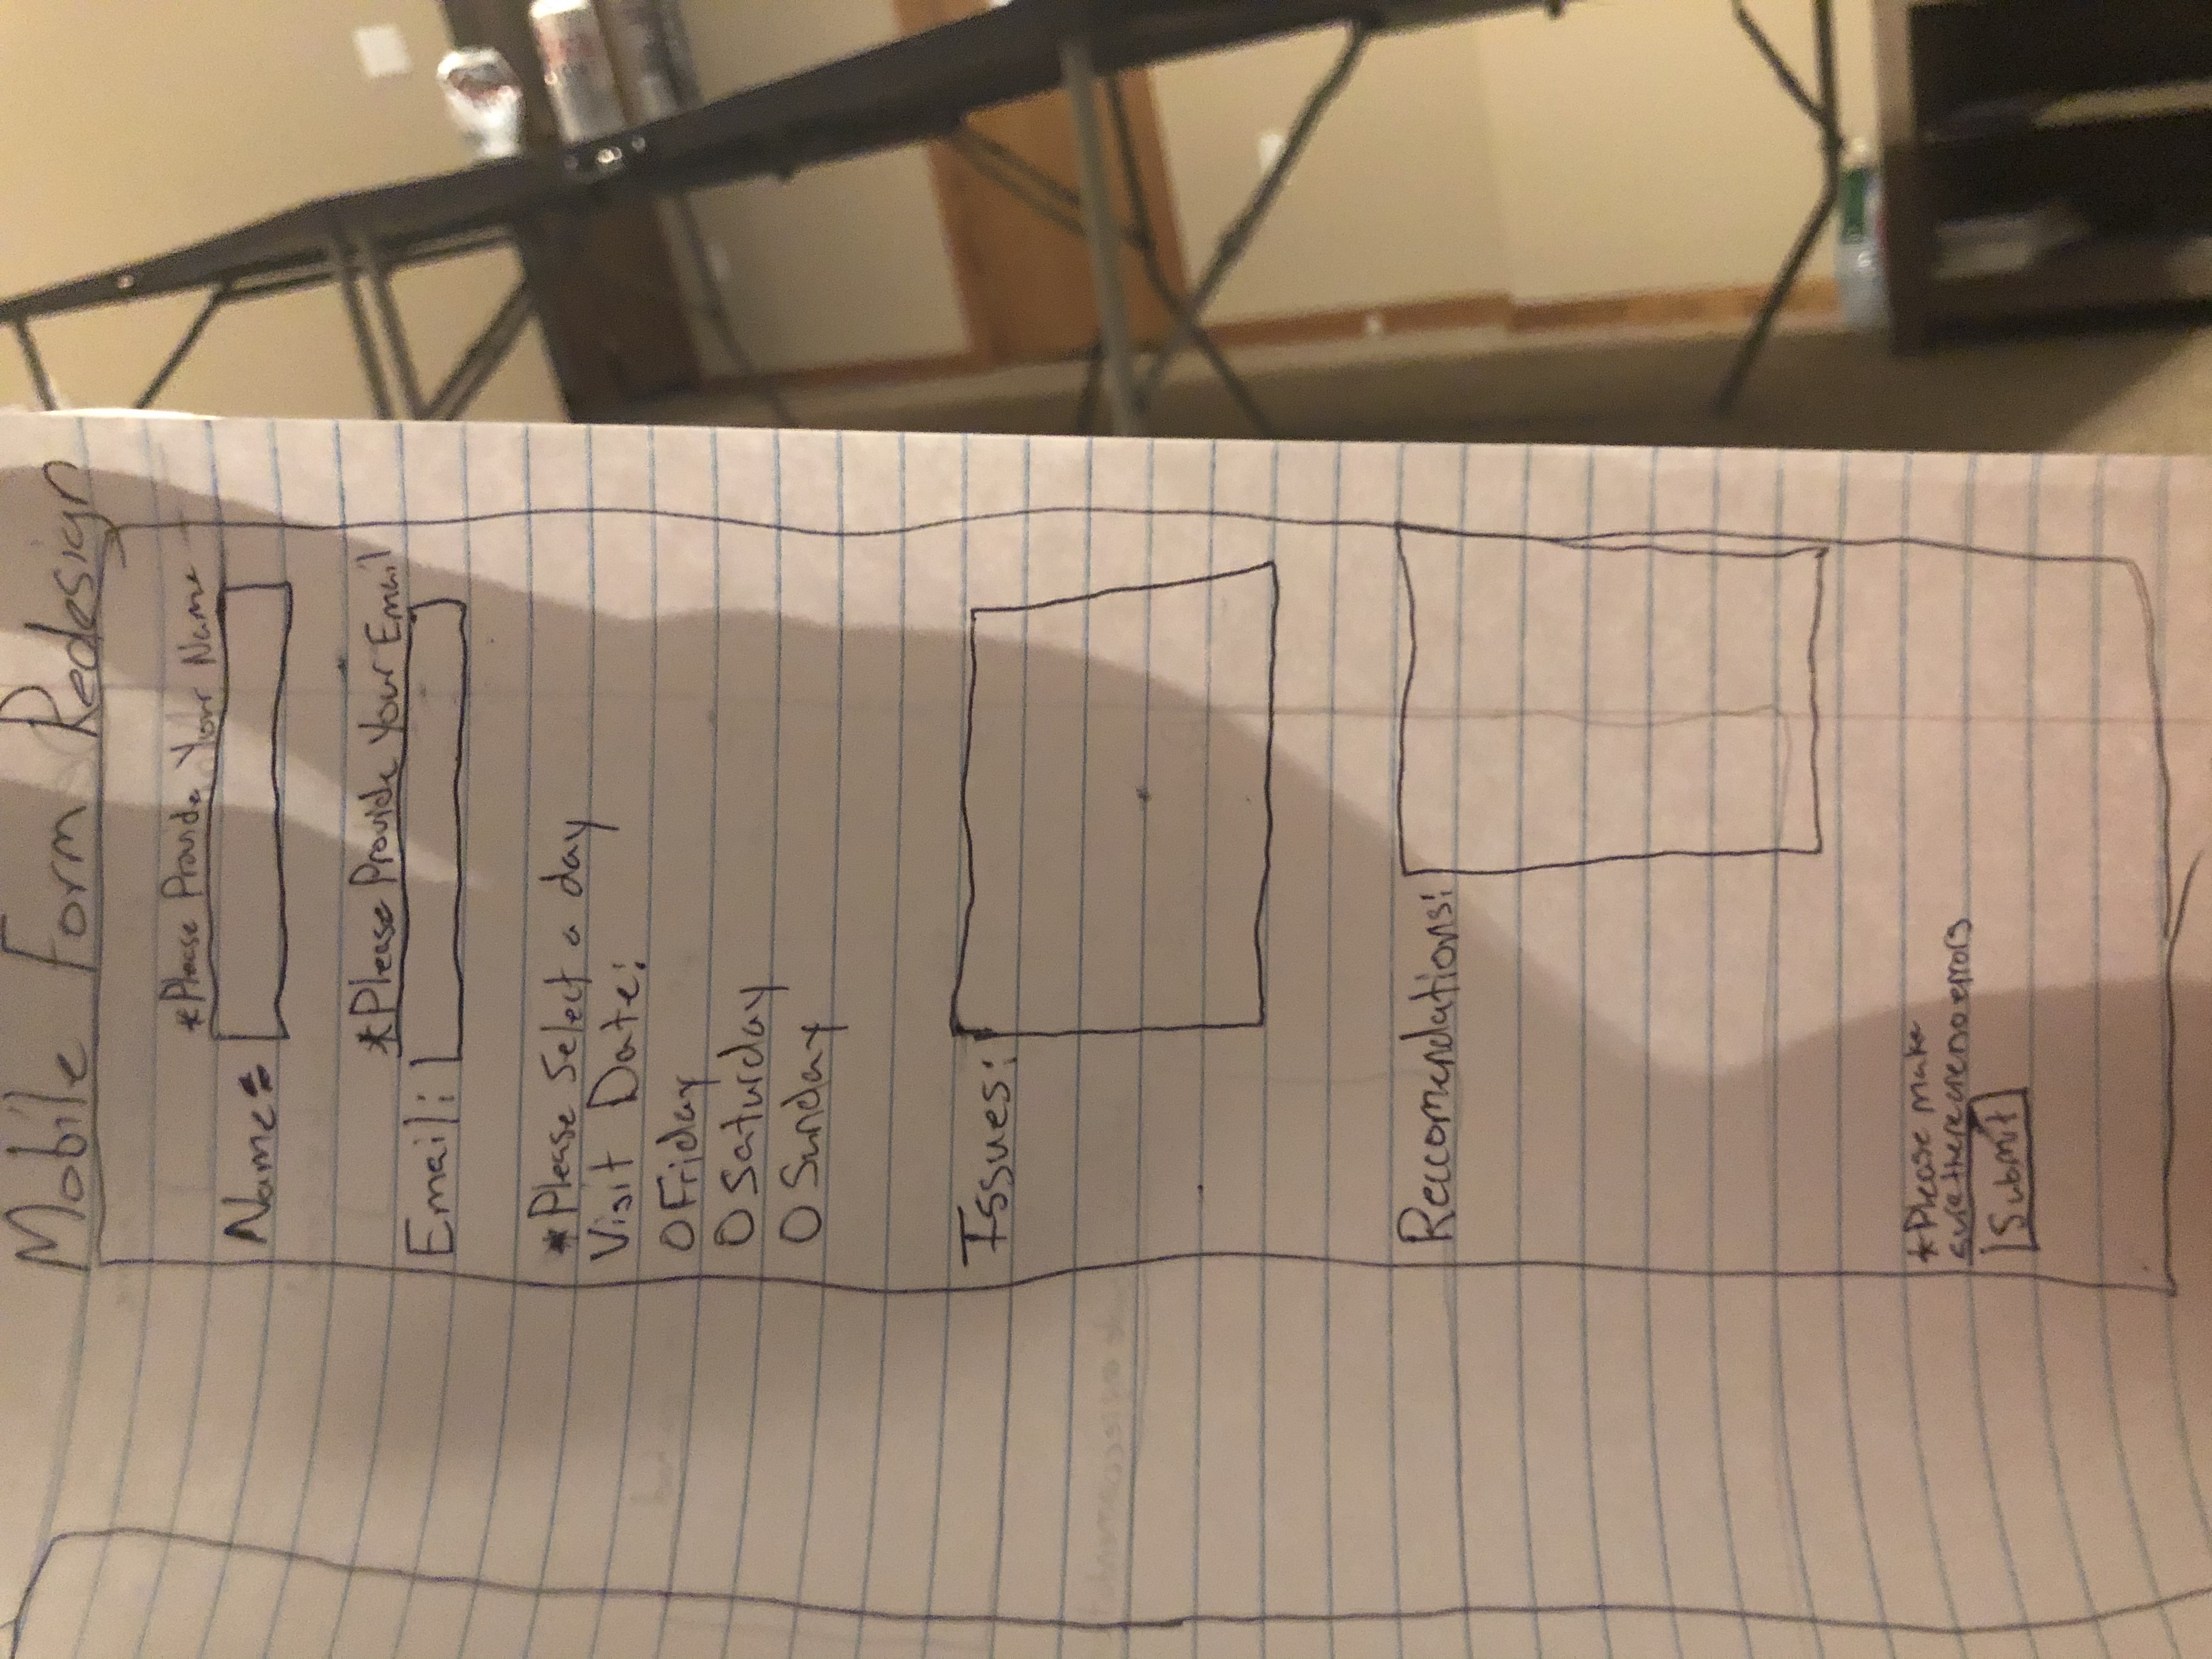 Mobile Form Redesign
*Please Provide Your Name
Name:
*Please Provide Your Email
Email:
*Please Select a day
Visit Date:
O Friday
O Saturday
O Sunday
Issues:
Reccomendations:
*Please make
sure there are no errors
Submit